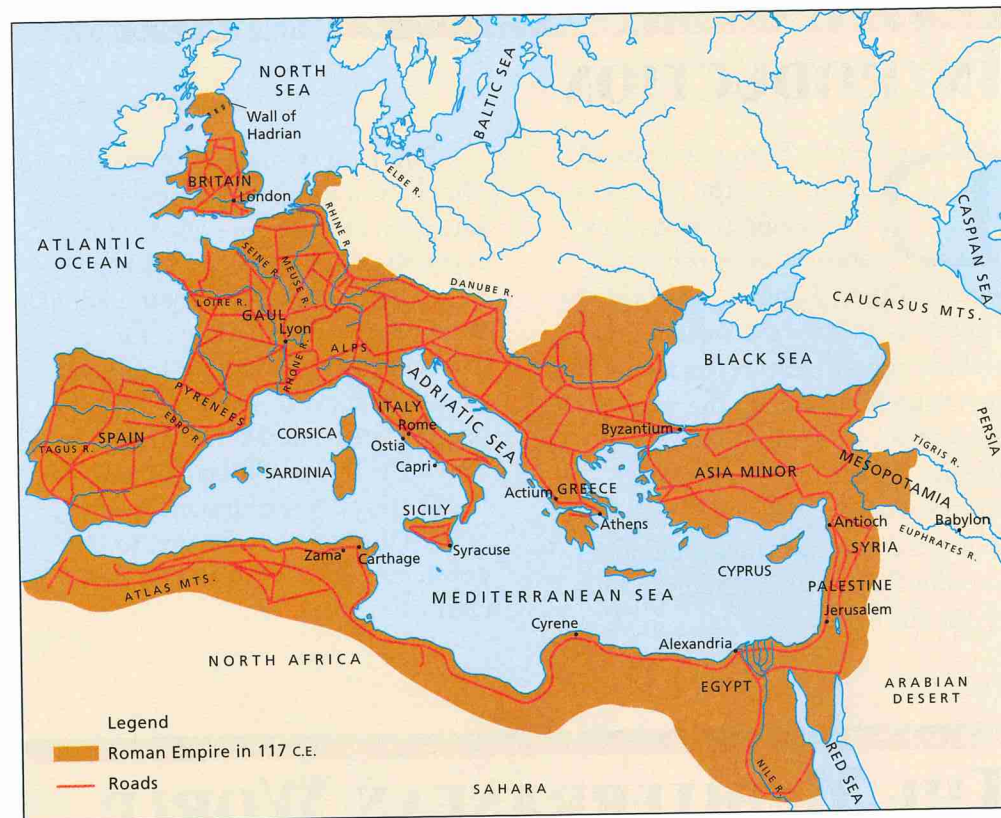 NORTH
SEA
BALTIC SEA
Wall of
Hadrian
ELBE R.
BRITAIN
London
RHINE R.
CASPIAN SEA
ATLANTIC
OCEAN
SEINE R.
MEUSE R.
DANUBE R.
LOIRE R.
GAUL
Lyon
CAUCASUS MTS.
ALPS
RHONE R.
BLACK SEA
ADRIATIC SEA
PYRENEES
ITALY
Rome
EBRO R.
SPAIN
CORSICA
Ostia
Byzantium
PERSIA
TAGUS R.
TIGRIS R.
SARDINIA
Capri
MESOPOTAMIA
ASIA MINOR
Actium
GREECE
SICILY
Athens
Antioch
Babylon
EUPHRATES R.
Zama
Carthage
Syracuse
SYRIA
CYPRUS
ATLAS MTS.
PALESTINE
MEDITERRANEAN SEA
Jerusalem
Cyrene
Alexandria
NORTH AFRICA
EGYPT
ARABIAN
DESERT
Legend
Roman Empire in 117 C.E.
Roads
RED SEA
NILE R.
SAHARA